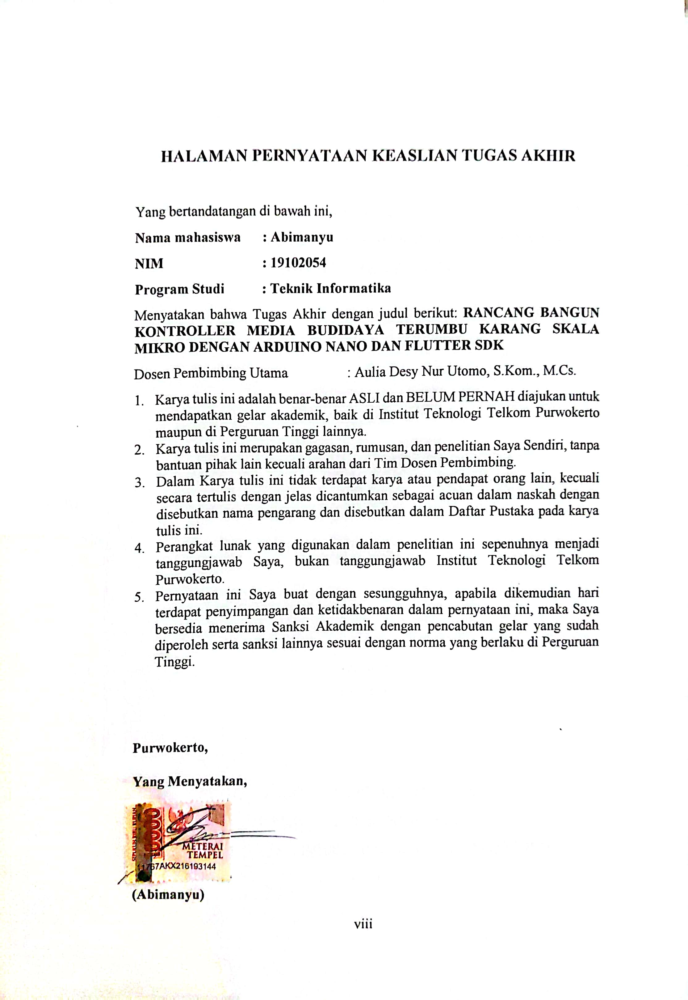 HALAMAN PERNYATAAN KEASLIAN TUGAS AKHIR
Yang bertandatangan di bawah ini,
Nama mahasiswa : Abimanyu
NIM : 19102054
Program Studi : Teknik Informatika
Menyatakan bahwa Tugas Akhir dengan judul berikut: RANCANG BANGUN
KONTROLLER MEDIA BUDIDAYA TERUMBU KARANG SKALA
MIKRO DENGAN ARDUINO NANO DAN FLUTTER SDK
Dosen Pembimbing Utama : Aulia Desy Nur Utomo, S.Kom., M.Cs.
1. Karya tulis ini adalah benar-benar ASLI dan BELUM PERNAH diajukan untuk
mendapatkan gelar akademik, baik di Institut Teknologi Telkom Purwokerto
maupun di Perguruan Tinggi lainnya.
2. Karya tulis ini merupakan gagasan, rumusan, dan penelitian Saya Sendiri, tanpa
bantuan pihak lain kecuali arahan dari Tim Dosen Pembimbing.
3. Dalam Karya tulis ini tidak terdapat karya atau pendapat orang lain, kecuali
secara tertulis dengan jelas dicantumkan sebagai acuan dalam naskah dengan
disebutkan nama pengarang dan disebutkan dalam Daftar Pustaka pada karya
tulis ini.
4. Perangkat lunak yang digunakan dalam penelitian ini sepenuhnya menjadi
tanggungjawab Saya, bukan tanggungjawab Institut Teknologi Telkom
Purwokerto.
5. Pernyataan ini Saya buat dengan sesungguhnya, apabila dikemudian hari
terdapat penyimpangan dan ketidakbenaran dalam pernyataan ini, maka Saya
bersedia menerima Sanksi Akademik dengan pencabutan gelar yang sudah
diperoleh serta sanksi lainnya sesuai dengan norma yang berlaku di Perguruan
Tinggi.
Purwokerto,
Yang Menyatakan,
METERAI
TEMPEL
11767AKX216193144
(Abimanyu)
viii